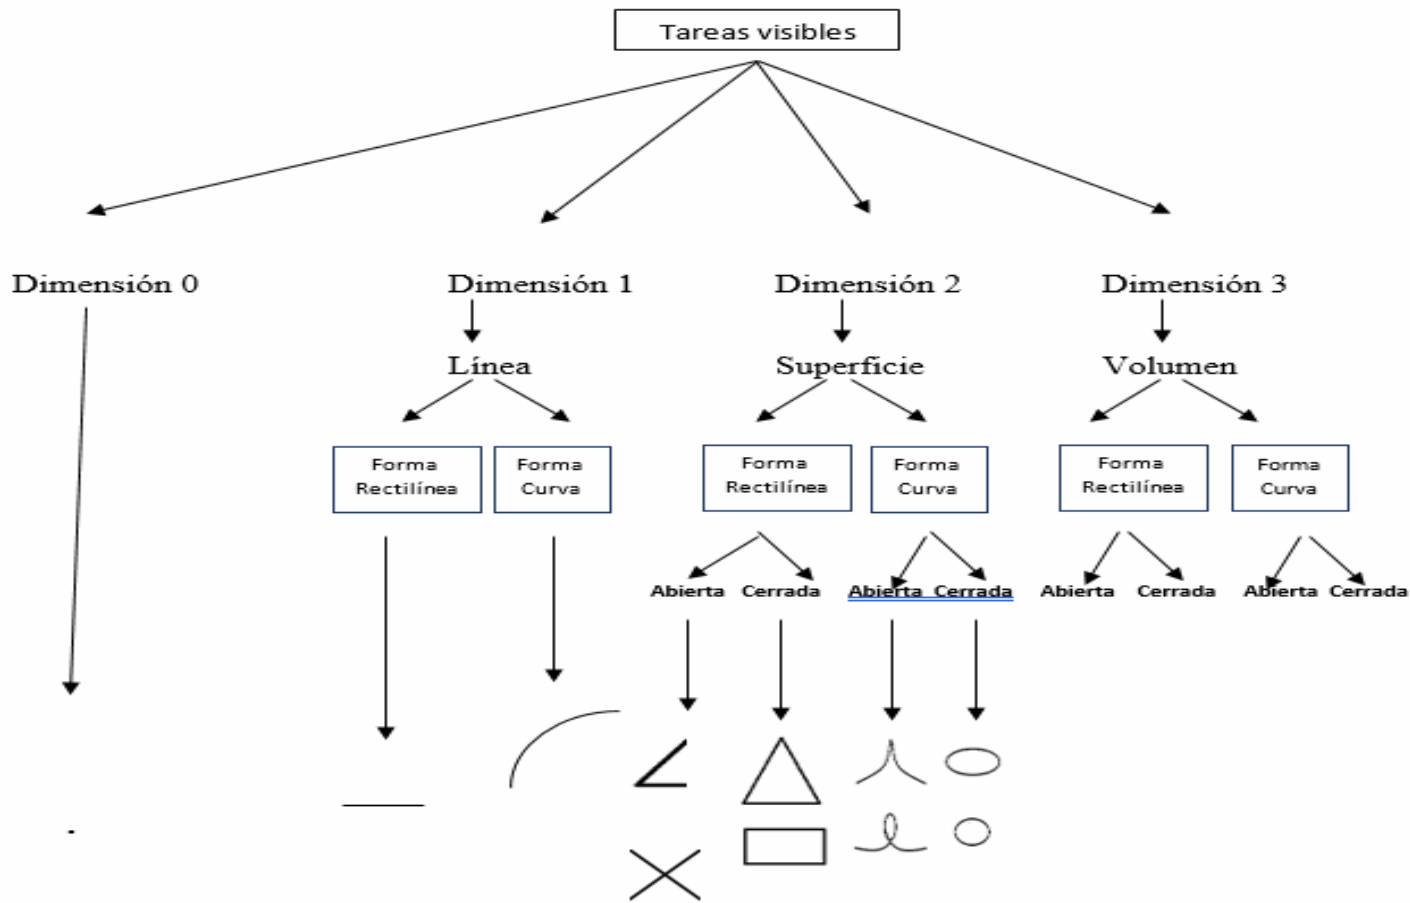 Tareas visibles
Dimensión 0
Dimensión 1
Dimensión 2
Dimensión 3
Línea
Superficie
Volumen
Forma
Rectilínea
Forma
Curva
Forma
Rectilínea
Forma
Curva
Forma
Rectilínea
Forma
Curva
Abierta Cerrada
Abierta Cerrada
Abierta Cerrada
Abierta Cerrada